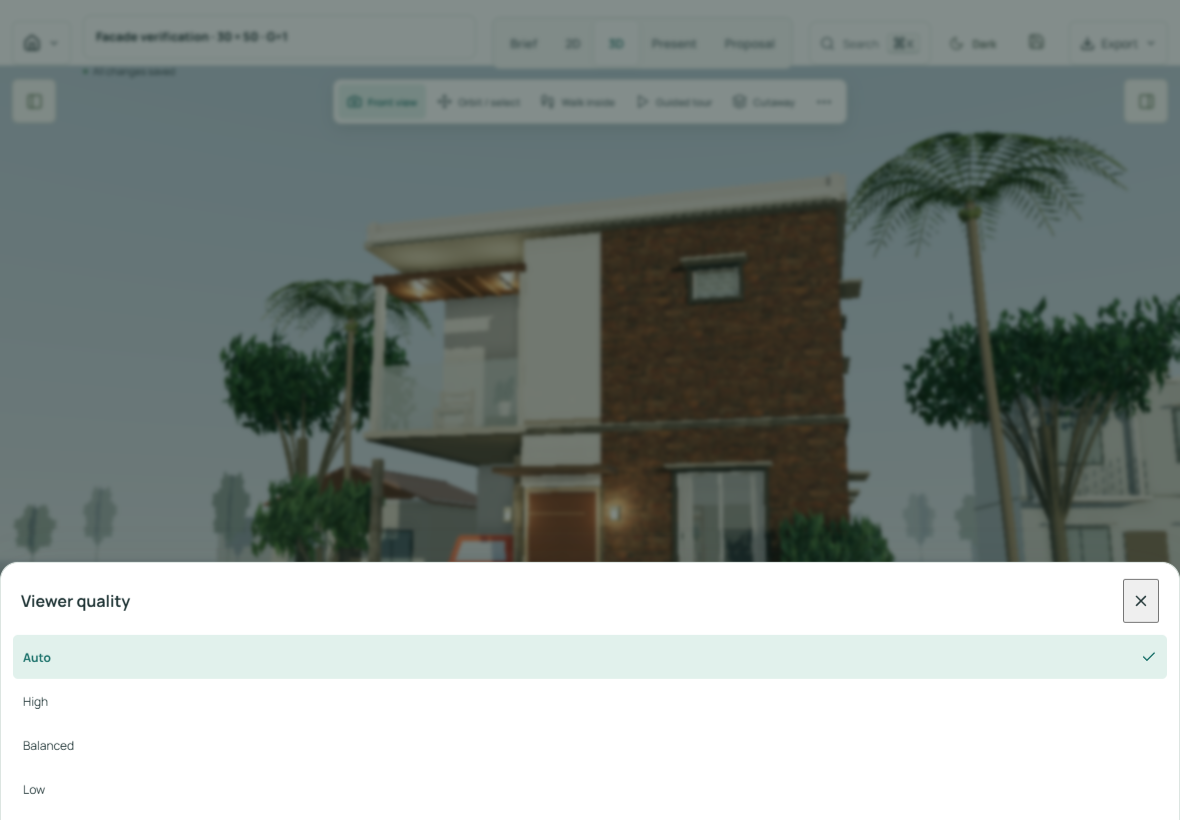 Facade verification · 30 × 50 · G+1
Brief 2D 3D Present Proposal
Search ⌘K
Dark
Export
All changes saved
Front view Orbit / select Walk inside Guided tour Cutaway
Viewer quality
Auto
High
Balanced
Low